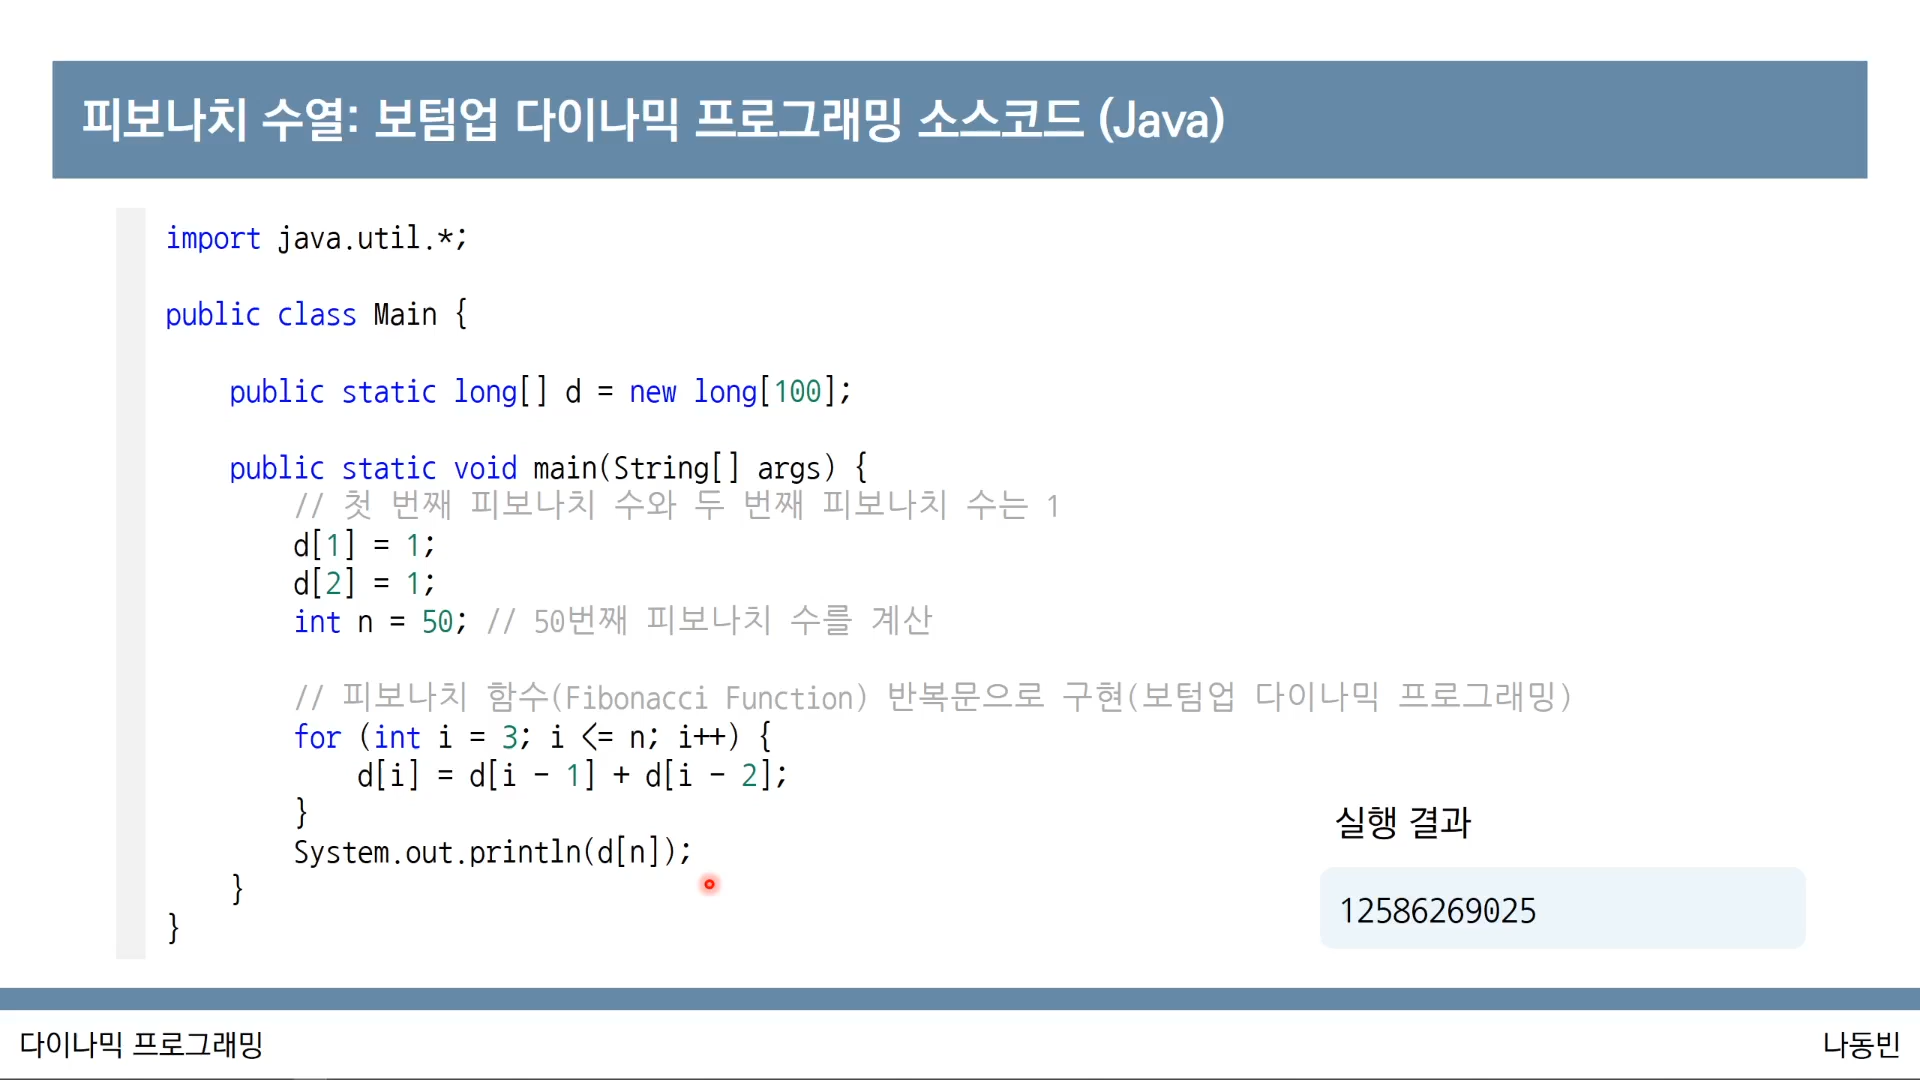 피보나치 수열: 보텀업 다이나믹 프로그래밍 소스코드 (Java)
import java.util.*;
public class Main {
public static long[] d = new long[100];
public static void main(String[] args) {
// 첫 번째 피보나치 수와 두 번째 피보나치 수는 1
d[1] = 1;
d[2] = 1;
int n = 50; // 50번째 피보나치 수를 계산
// 피보나치 함수(Fibonacci Function) 반복문으로 구현(보텀업 다이나믹 프로그래밍)
for (int i = 3; i <= n; i++) {
d[i] = d[i - 1] + d[i - 2];
}
System.out.println(d[n]);
}
}
실행 결과
12586269025
다이나믹 프로그래밍
나동빈